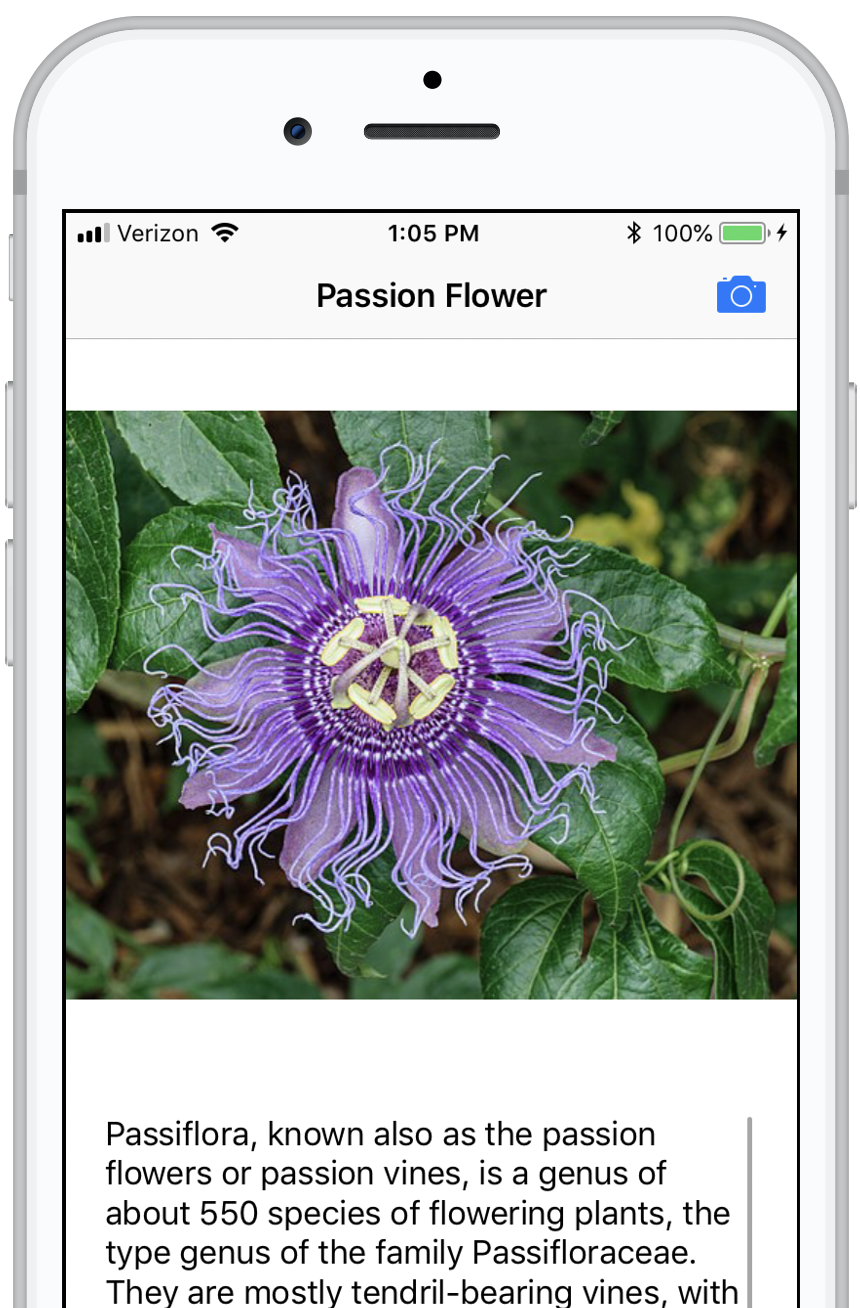 Verizon 1:05 PM 100%
Passion Flower
Passiflora, known also as the passion
flowers or passion vines, is a genus of
about 550 species of flowering plants, the
type genus of the family Passifloraceae.
They are mostly tendril-bearing vines, with